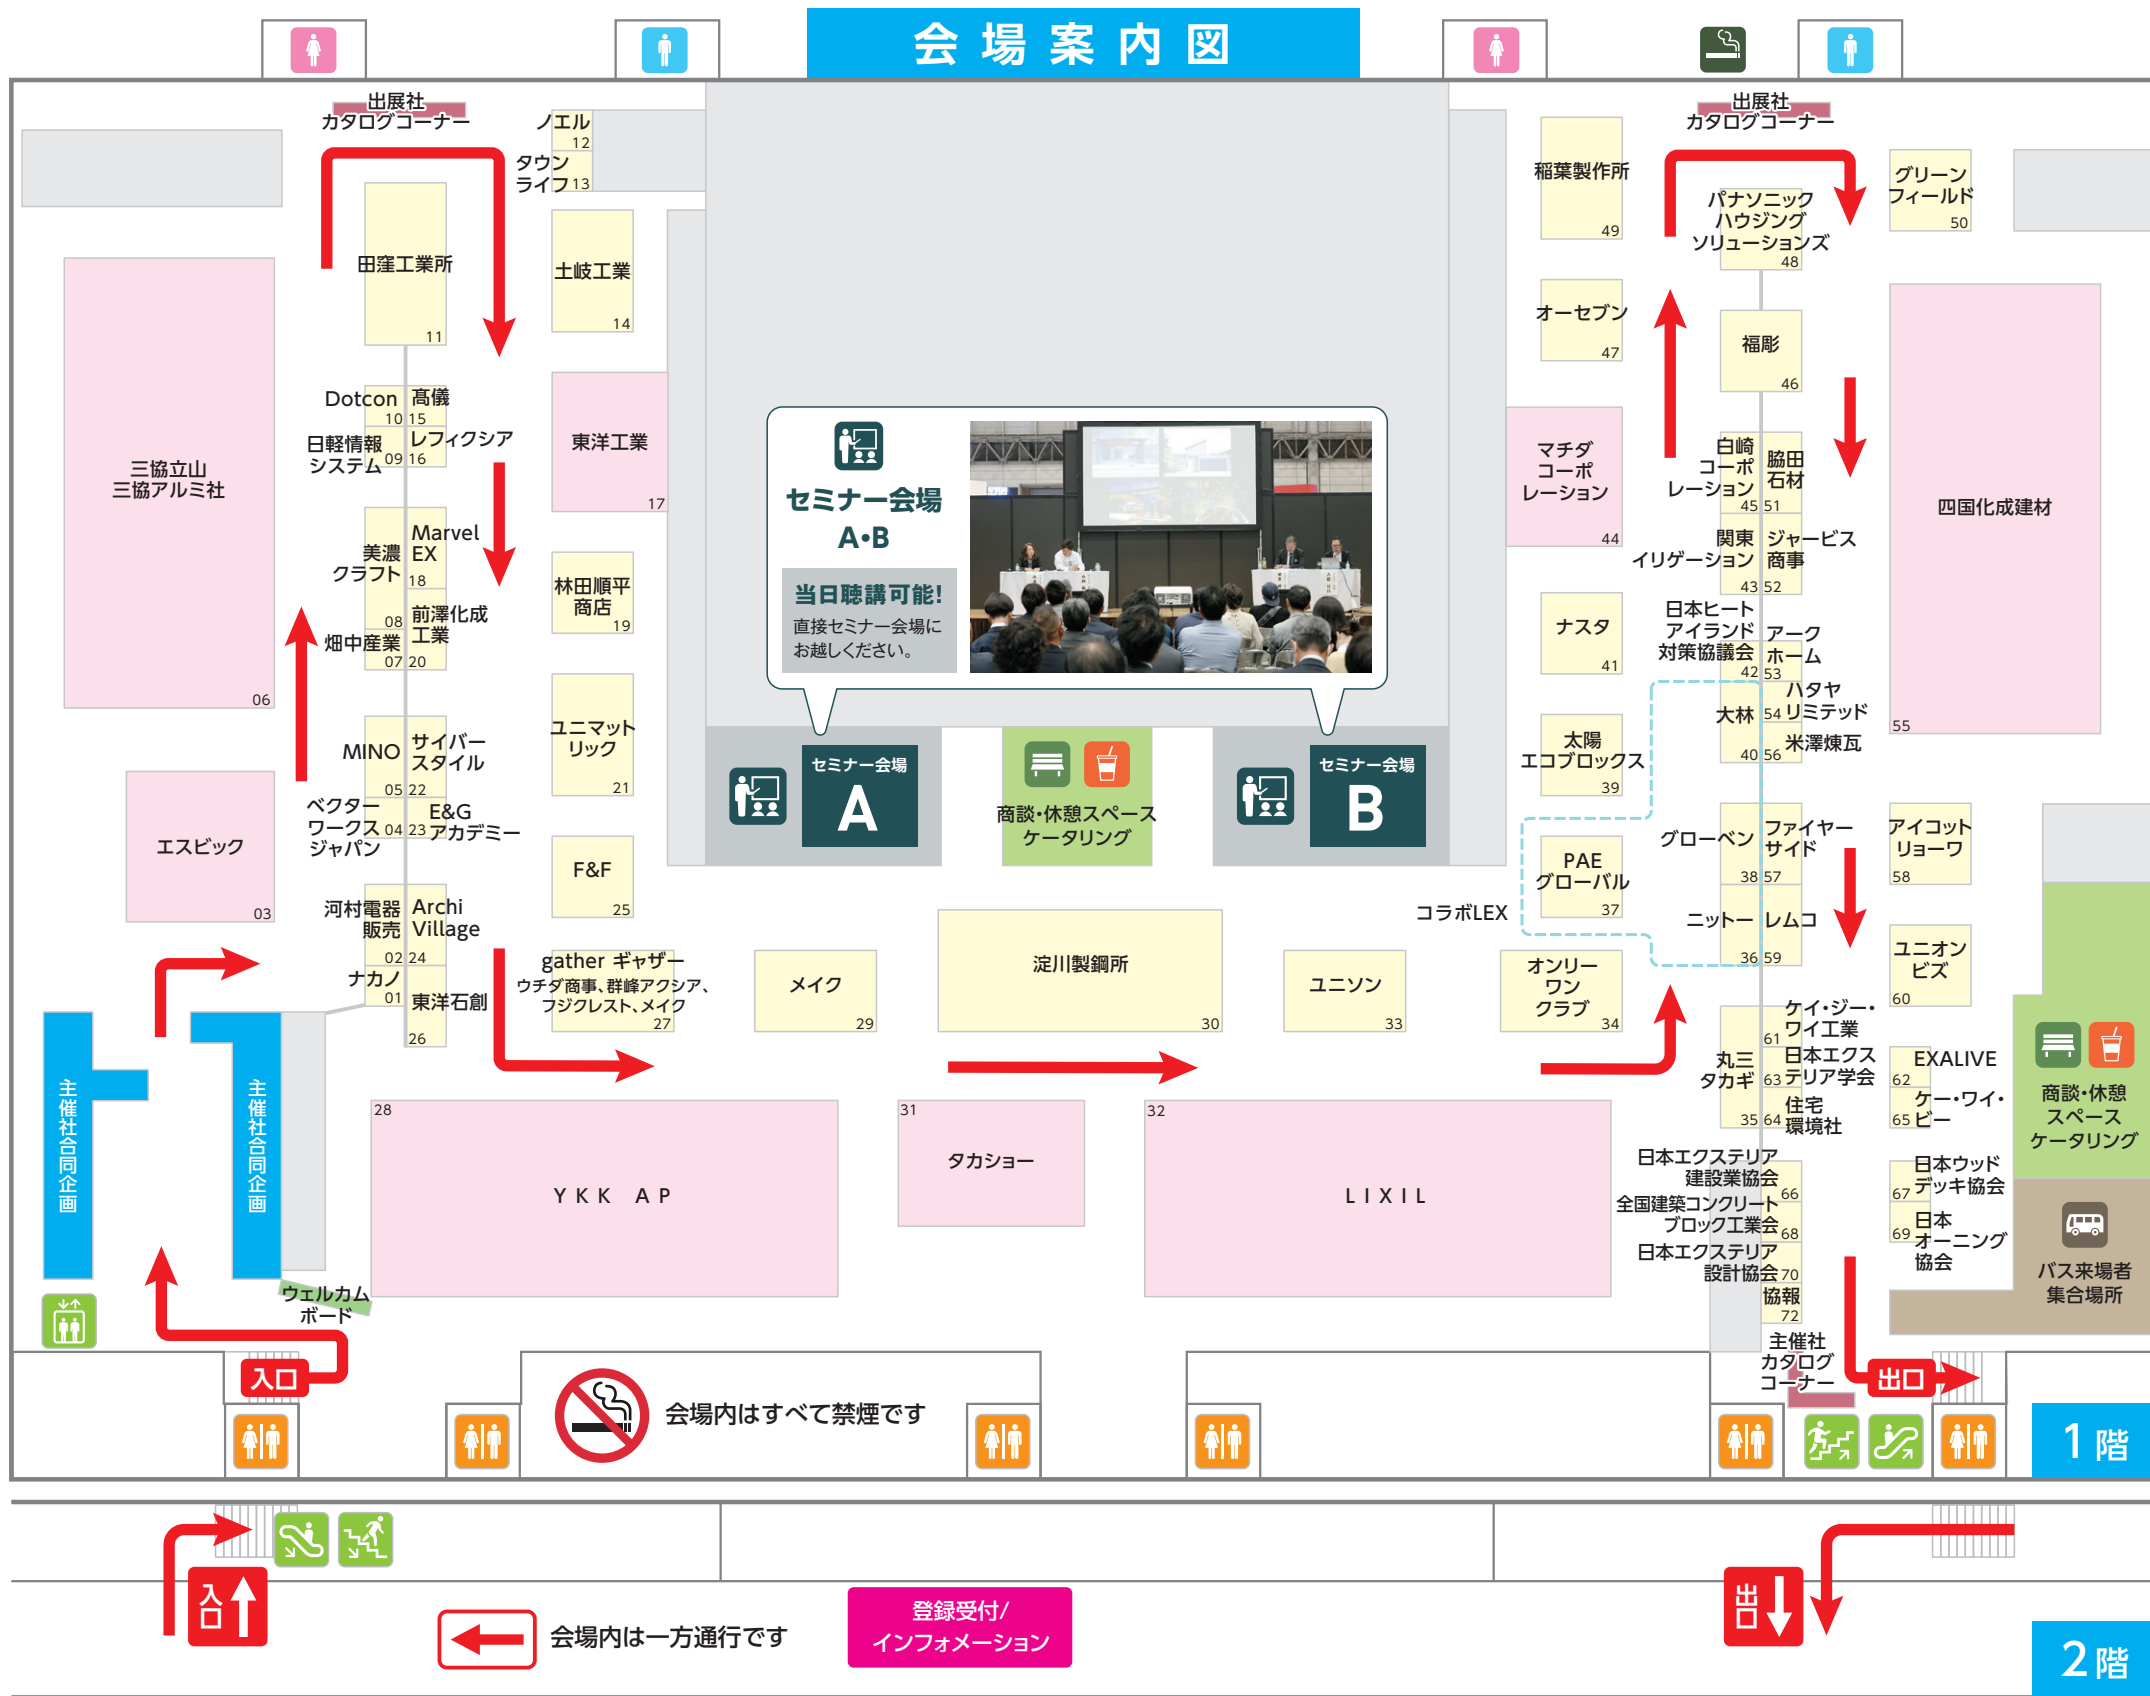 会場案内図
出展社
カタログコーナー
ノエル
12
タウン
ライフ
13
田窪工業所
11
土岐工業
14
三協立山
三協アルミ社
06
Dotcon
10
髙儀
15
日軽情報
システム
09
レフィクシア
16
東洋工業
17
美濃
クラフト
08
Marvel
EX
18
畑中産業
07
前澤化成
工業
20
林田順平
商店
19
MINO
05
サイバー
スタイル
22
ユニマット
リック
21
エスビック
03
ベクター
ワークス
ジャパン
04
E&G
アカデミー
23
F&F
25
河村電器
販売
02
Archi
Village
24
ナカノ
01
東洋石創
26
gather ギャザー
ウチダ商事、群峰アクシア、
フジクレスト、メイク
27
メイク
29
淀川製鋼所
30
ユニソン
33
オンリー
ワン
クラブ
34
セミナー会場
A・B
当日聴講可能!
直接セミナー会場に
お越しください。
セミナー会場
A
商談・休憩スペース
ケータリング
セミナー会場
B
出展社
カタログコーナー
稲葉製作所
49
パナソニック
ハウジング
ソリューションズ
48
グリーン
フィールド
50
オーセブン
47
福彫
46
マチダ
コーポ
レーション
44
白崎
コーポ
レーション
45
脇田
石材
51
四国化成建材
55
関東
イリゲーション
43
ジャービス
商事
52
ナスタ
41
日本ヒート
アイランド
対策協議会
42
アーク
ホーム
53
大林
40
ハタヤ
リミテッド
54
米澤煉瓦
56
太陽
エコブロックス
39
PAE
グローバル
37
コラボLEX
グローベン
38
ファイヤー
サイド
57
アイコット
リョーワ
58
ニットー
36
レムコ
59
ユニオン
ビズ
60
丸三
タカギ
35
ケイ・ジー・
ワイ工業
61
日本エクス
テリア学会
63
住宅
環境社
64
EXALIVE
62
ケー・ワイ・
ビー
65
日本エクステリア
建設業協会
66
全国建築コンクリート
ブロック工業会
68
日本エクステリア
設計協会
70
協報
72
日本ウッド
デッキ協会
67
日本
オーニング
協会
69
商談・休憩
スペース
ケータリング
バス来場者
集合場所
主催社合同企画
主催社合同企画
28
YKK AP
31
タカショー
32
LIXIL
ウェルカム
ボード
入口
会場内はすべて禁煙です
主催社
カタログ
コーナー
出口
1階
入口
会場内は一方通行です
登録受付/
インフォメーション
出口
2階